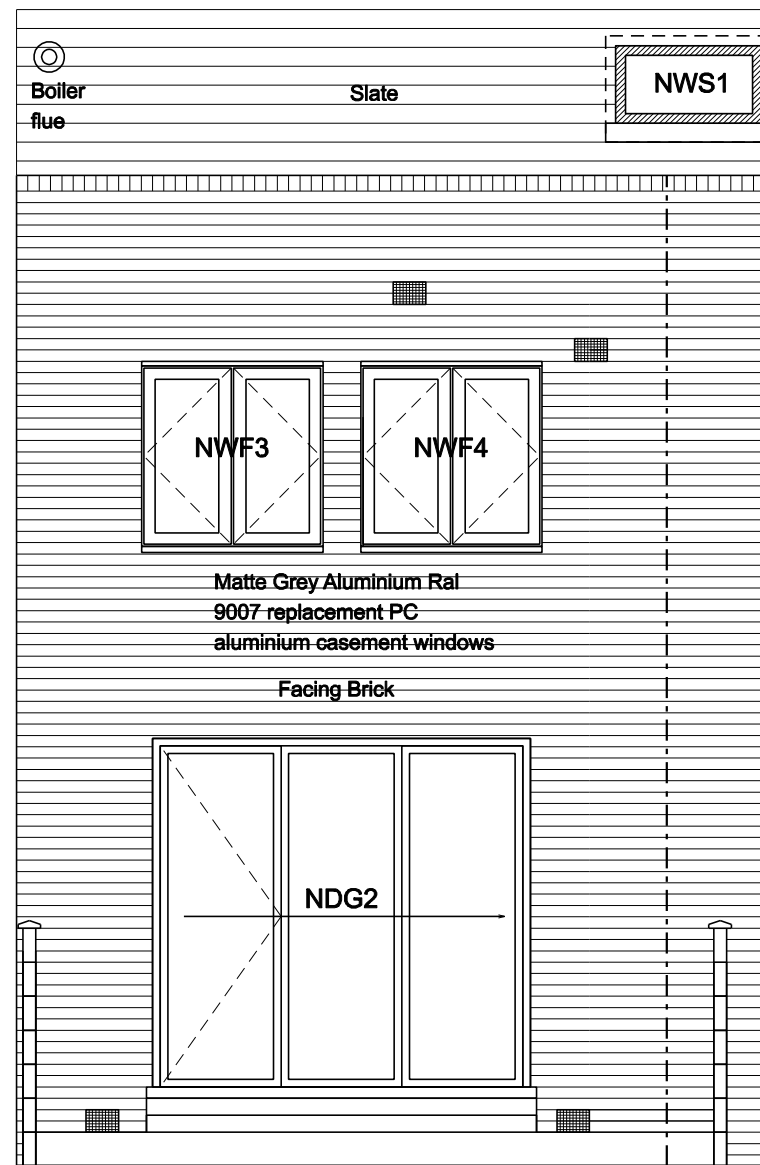 NWS1
Boiler
flue
Slate
NWF3
NWF4
Matte Grey Aluminium Ral
9007 replacement PC
aluminium casement windows
Facing Brick
NDG2